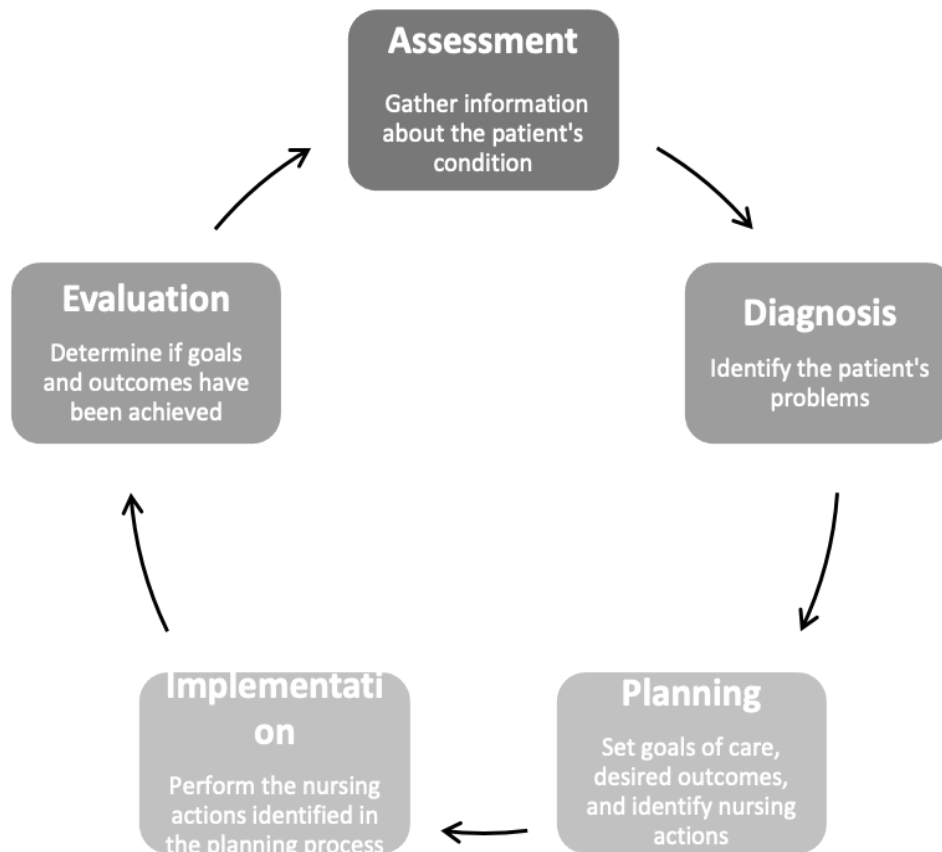 Assessment
Gather information
about the patient's
condition
Diagnosis
Identify the patient's
problems
Planning
Set goals of care,
desired outcomes,
and identify nursing
actions
Implementati
on
Perform the nursing
actions identified in
the planning process
Evaluation
Determine if goals
and outcomes have
been achieved